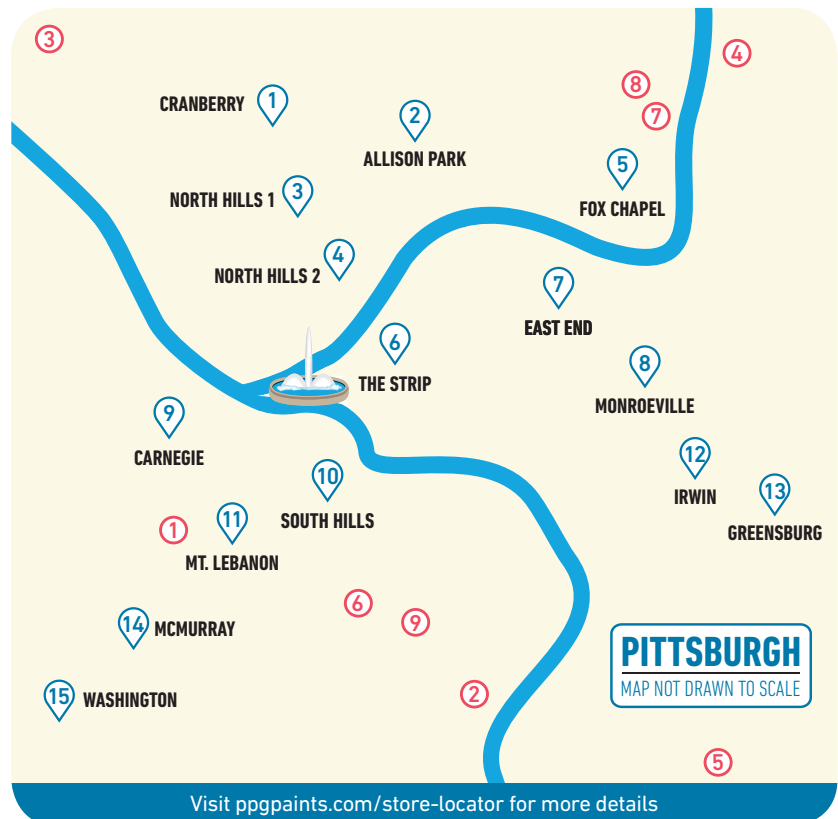 3
4
8
7
CRANBERRY 1
2
ALLISON PARK
5
FOX CHAPEL
NORTH HILLS 1 3
NORTH HILLS 2 4
7
EAST END
6
THE STRIP
8
MONROEVILLE
9
CARNEGIE
12
IRWIN
13
GREENSBURG
10
SOUTH HILLS
1
11
MT. LEBANON
6
9
14 MCMURRAY
2
15 WASHINGTON
PITTSBURGH
MAP NOT DRAWN TO SCALE
5
Visit ppgpaints.com/store-locator for more details